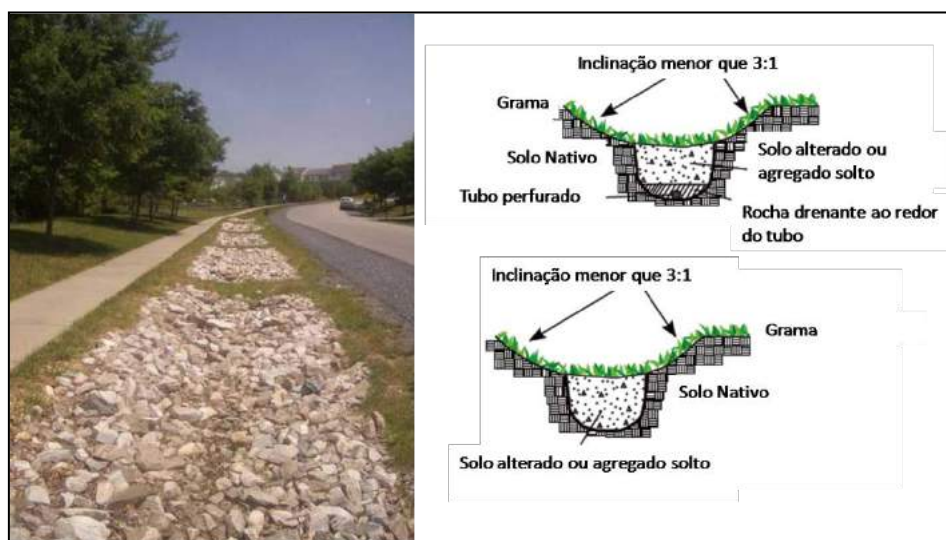 Inclinação menor que 3:1
Grama
Solo Nativo
Solo alterado ou
agregado solto
Tubo perfurado
Rocha drenante ao redor
do tubo
Inclinação menor que 3:1
Grama
Solo Nativo
Solo alterado ou agregado solto